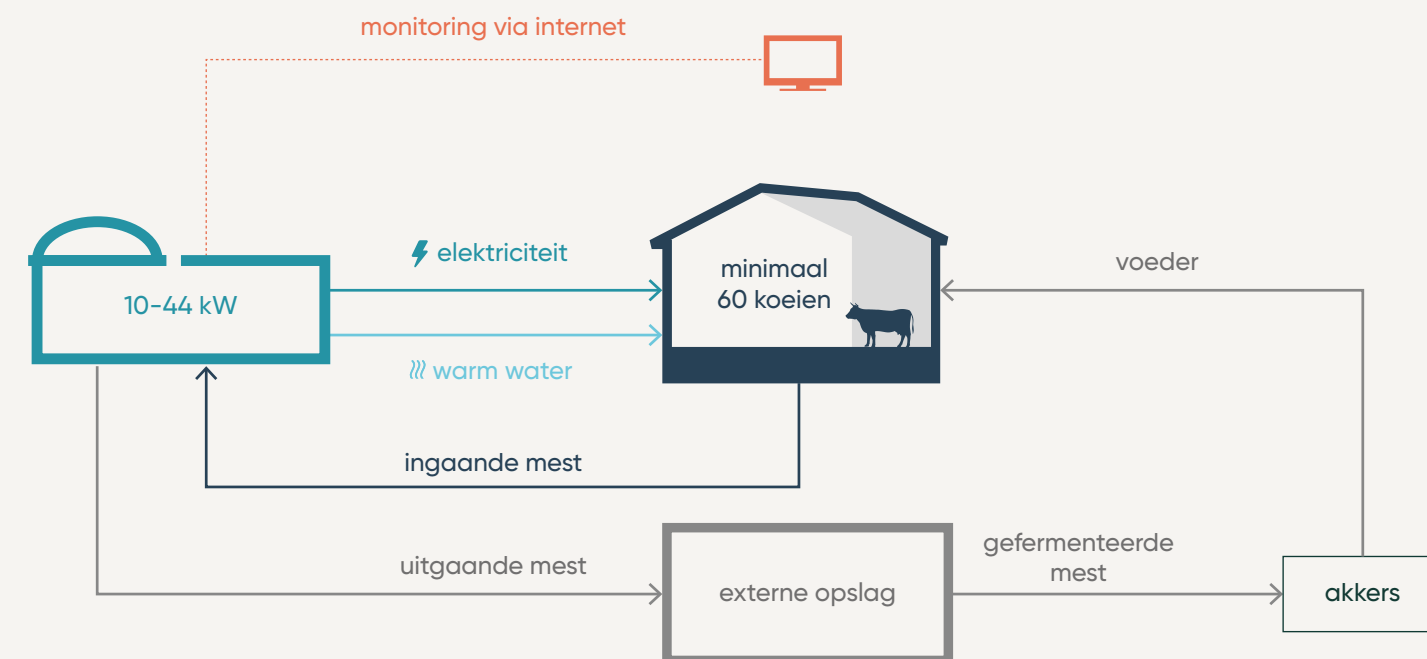 monitoring via internet
elektriciteit
minimaal
60 koeien
voeder
10-44 kW
warm water
ingaande mest
gefermenteerde
mest
uitgaande mest
externe opslag
akkers